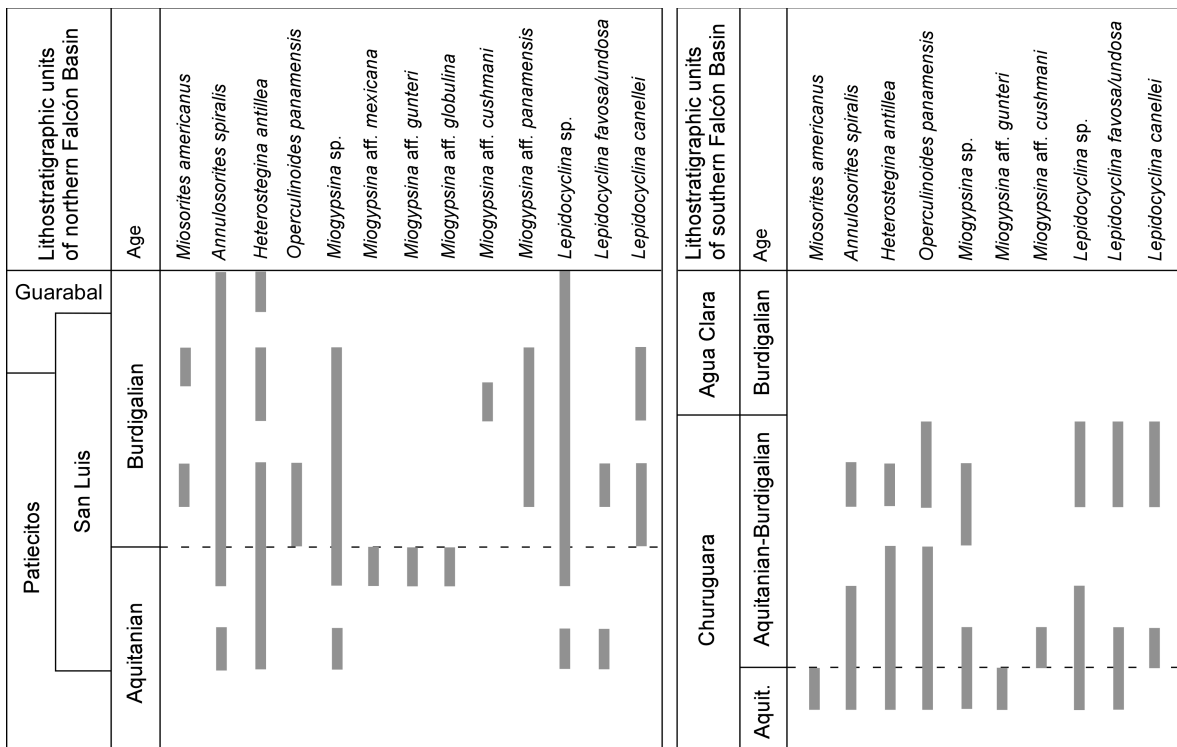 Lithostratigraphic units
of northern Falcón Basin
Age
Miosorites americanus
Annulosorites spiralis
Heterostegina antillea
Operculinoides panamensis
Miogypsina sp.
Miogypsina aff. mexicana
Miogypsina aff. gunteri
Miogypsina aff. globulina
Miogypsina aff. cushmani
Miogypsina aff. panamensis
Lepidocyclina sp.
Lepidocyclina favosa/undosa
Lepidocyclina canellei
Guarabal
Patiecitos
San Luis
Burdigalian
Aquitanian
Lithostratigraphic units
of southern Falcón Basin
Age
Miosorites americanus
Annulosorites spiralis
Heterostegina antillea
Operculinoides panamensis
Miogypsina sp.
Miogypsina aff. gunteri
Miogypsina aff. cushmani
Lepidocyclina sp.
Lepidocyclina favosa/undosa
Lepidocyclina canellei
Agua Clara
Burdigalian
Churuguara
Aquitanian-Burdigalian
Aquit.